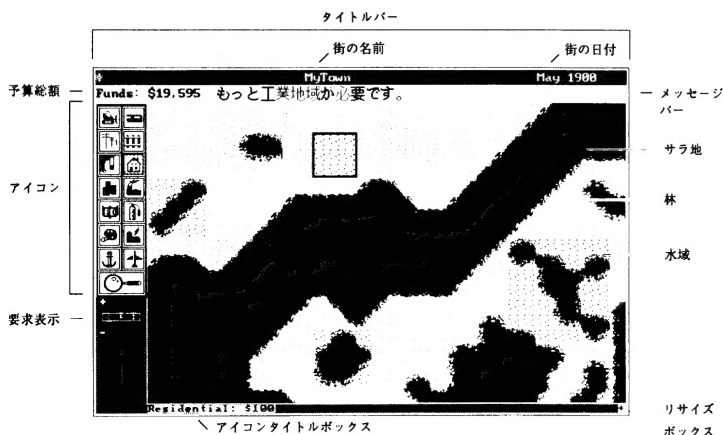 タイトルバー
街の名前
街の日付
MyTown
May 1900
予算総額
Funds: $19,595 もっと工業地域が必要です。
メッセージ
バー
サラ地
アイコン
林
水域
要求表示
Residential: $100
アイコンタイトルボックス
リサイズ
ボックス